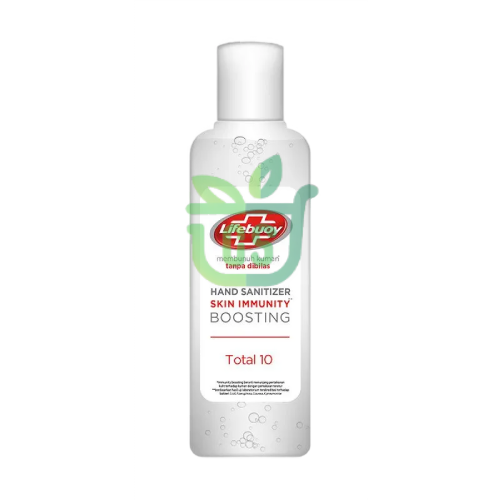 Lifebuoy
membunuh kuman
tanpa dibilas
HAND SANITIZER
SKIN IMMUNITY
BOOSTING
Total 10